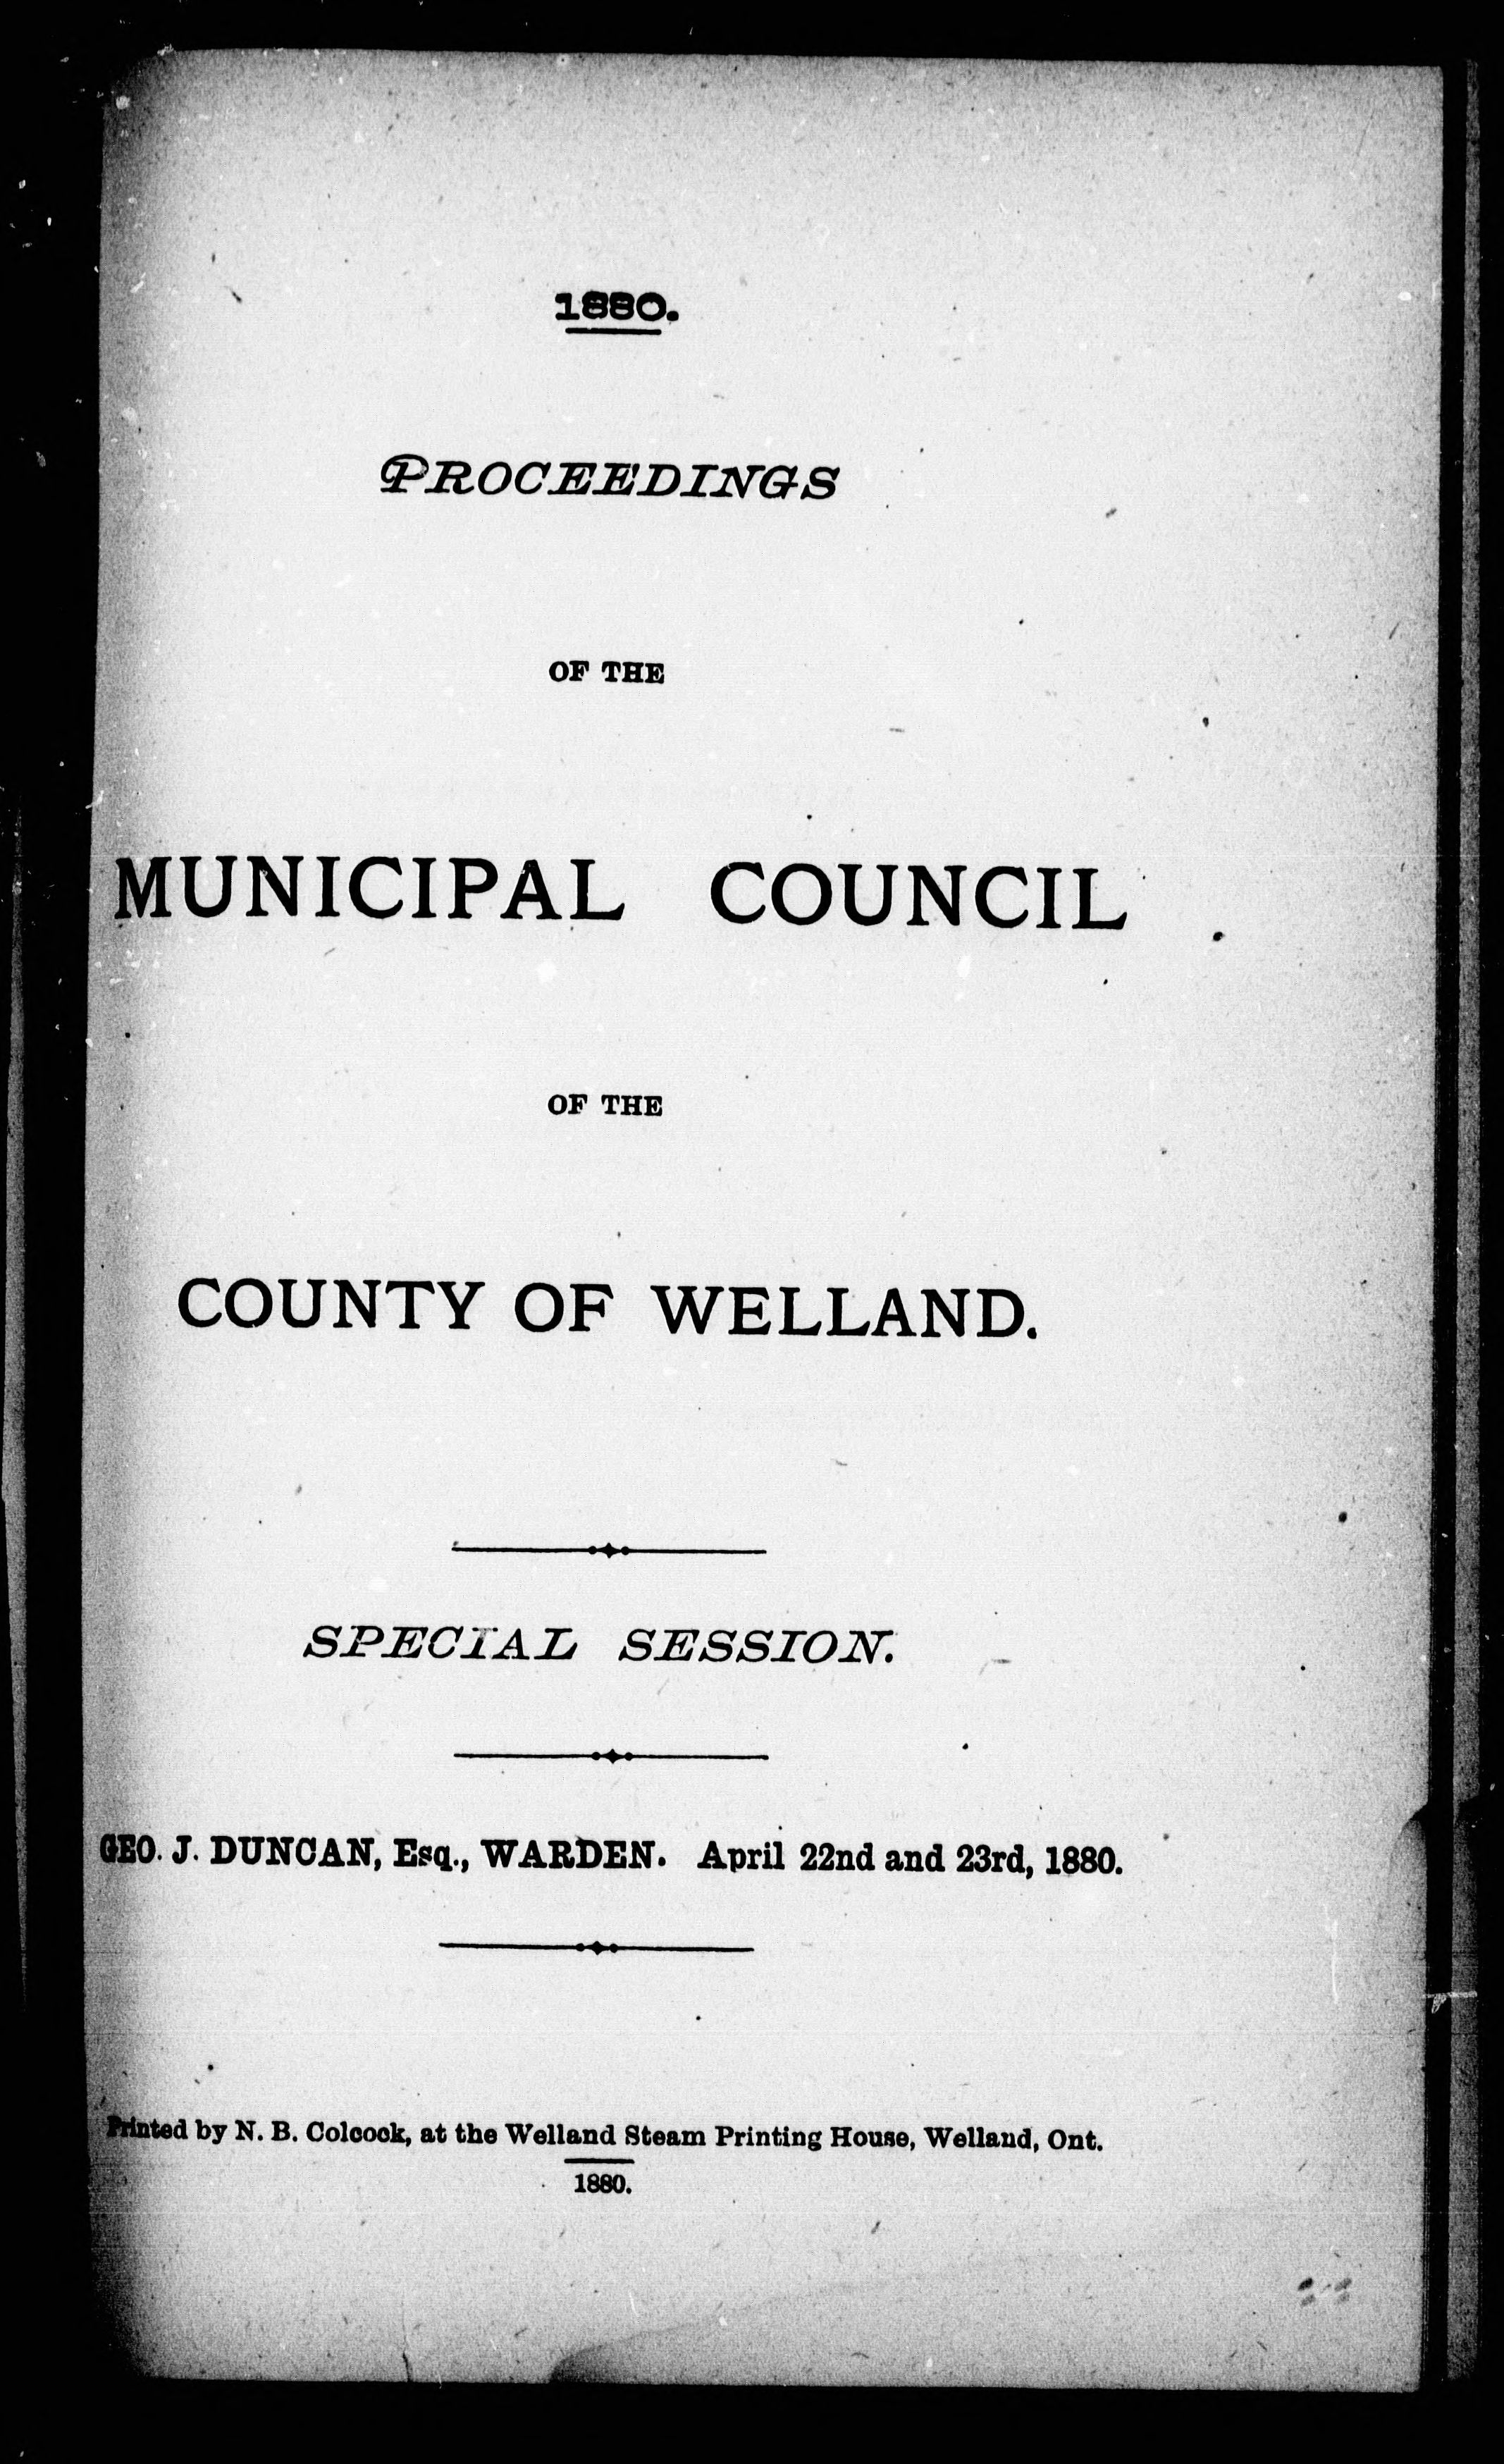 1880.
PROCEEDINGS
OF THE
MUNICIPAL COUNCIL
OF THE
COUNTY OF WELLAND.
SPECIAL SESSION.
GEO. J. DUNCAN, Esq., WARDEN. April 22nd and 23rd, 1880.
Printed by N. B. Colcock, at the Welland Steam Printing House, Welland, Ont.
1880.